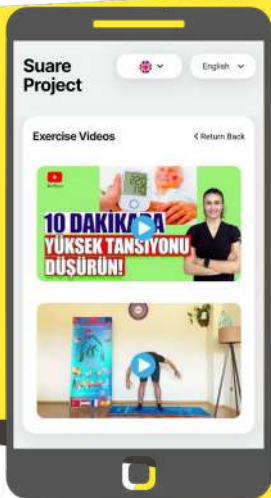 Suare
Project
English
Exercise Videos
Return Back
10 DAKİKADA
YÜKSEK TANSİYONU
DÜŞÜRÜN!